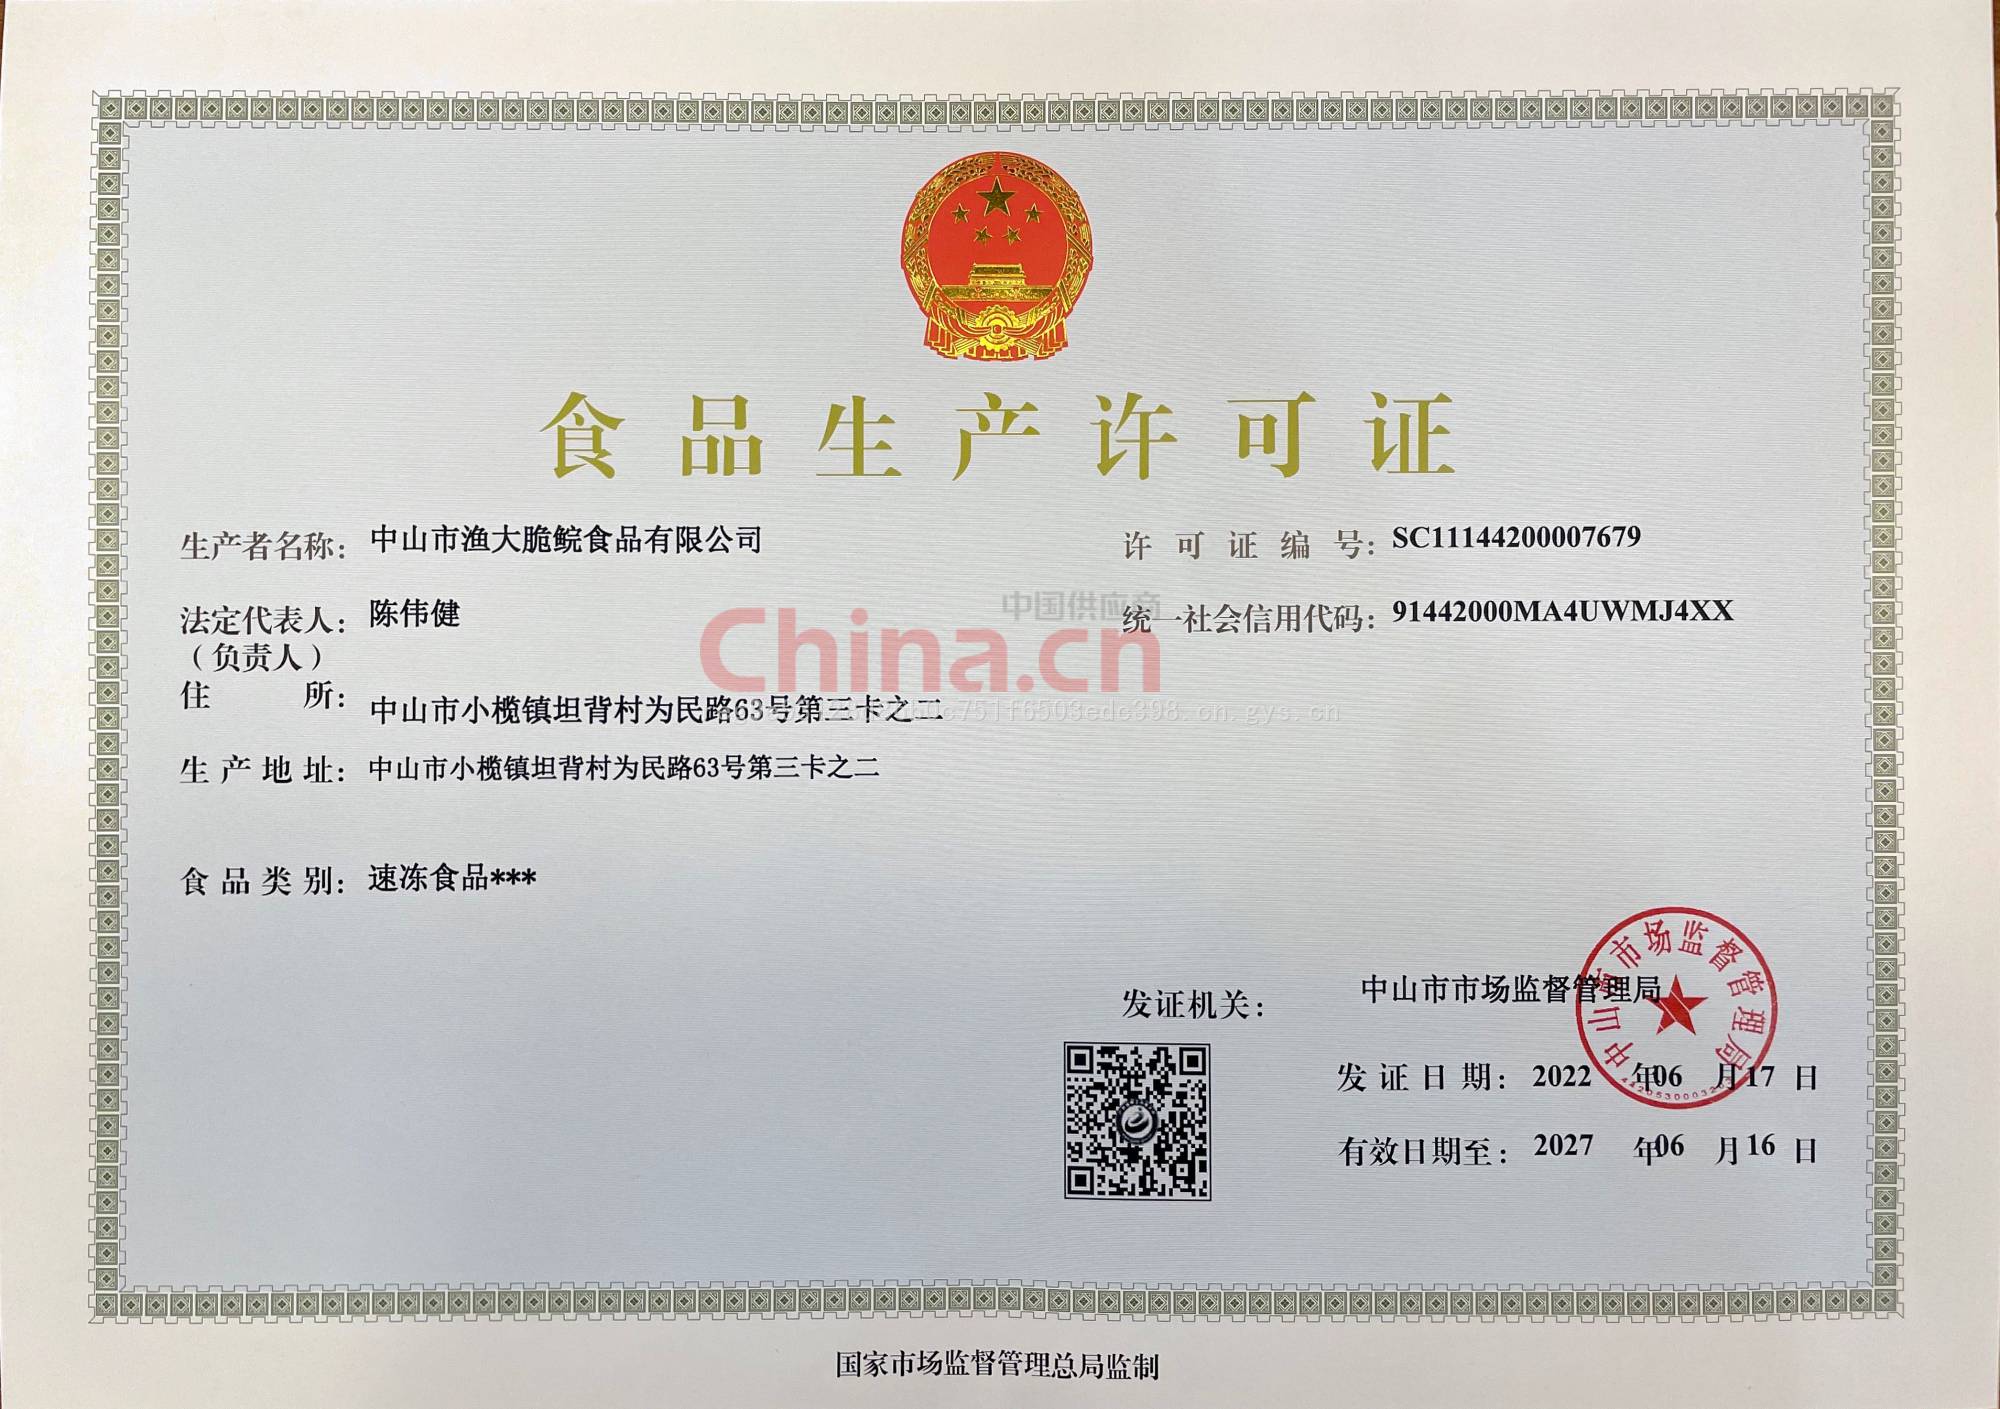 食品生产许可证
生产者名称：中山市渔大脆鲩食品有限公司
许可证编号：SC11144200007679
法定代表人：陈伟健
（负责人）
统一社会信用代码：91442000MA4UWMJ4XX
中国供应商
China.cn
住所：中山市小榄镇坦背村为民路63号第三卡之二
生产地址：中山市小榄镇坦背村为民路63号第三卡之二
食品类别：速冻食品***
发证机关：中山市市场监督管理局
中山市市场监督管理局
发证日期：2022年06月17日
有效日期至：2027年06月16日
国家市场监督管理总局监制